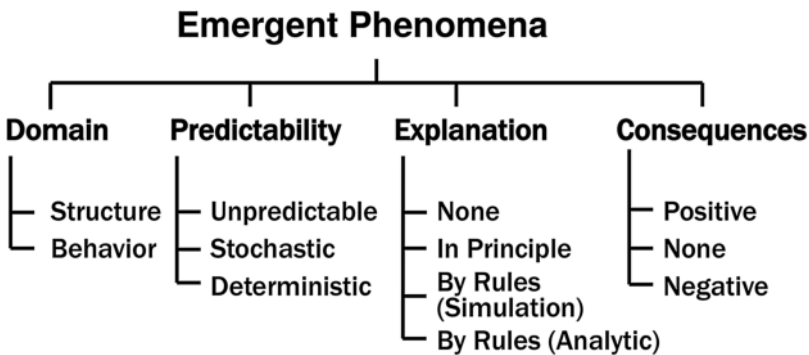 Emergent Phenomena
Domain
Structure
Behavior
Predictability
Unpredictable
Stochastic
Deterministic
Explanation
None
In Principle
By Rules
(Simulation)
By Rules (Analytic)
Consequences
Positive
None
Negative